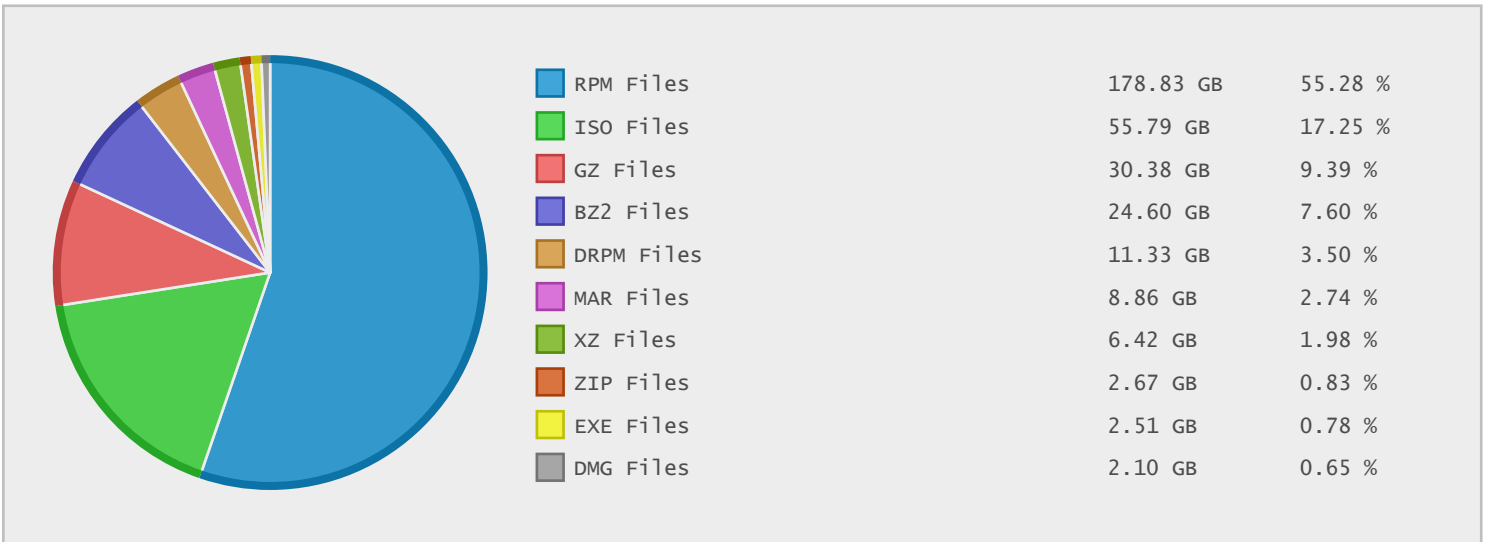 RPM Files 178.83 GB 55.28 %
ISO Files 55.79 GB 17.25 %
GZ Files 30.38 GB 9.39 %
BZ2 Files 24.60 GB 7.60 %
DRPM Files 11.33 GB 3.50 %
MAR Files 8.86 GB 2.74 %
XZ Files 6.42 GB 1.98 %
ZIP Files 2.67 GB 0.83 %
EXE Files 2.51 GB 0.78 %
DMG Files 2.10 GB 0.65 %